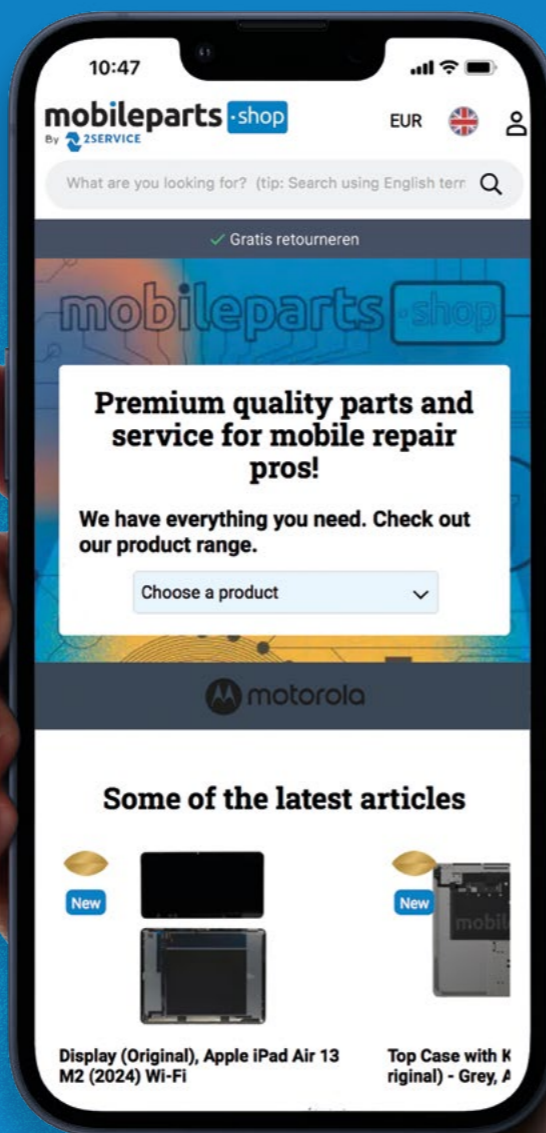 10:47
mobileparts·shop
By 2SERVICE
EUR
What are you looking for? (tip: Search using English terr
Gratis retourneren
mobileparts·shop
Premium quality parts and
service for mobile repair
pros!
We have everything you need. Check out
our product range.
Choose a product
motorola
Some of the latest articles
New
New
mobil
Display (Original), Apple iPad Air 13
M2 (2024) Wi-Fi
Top Case with K
riginal) - Grey, A